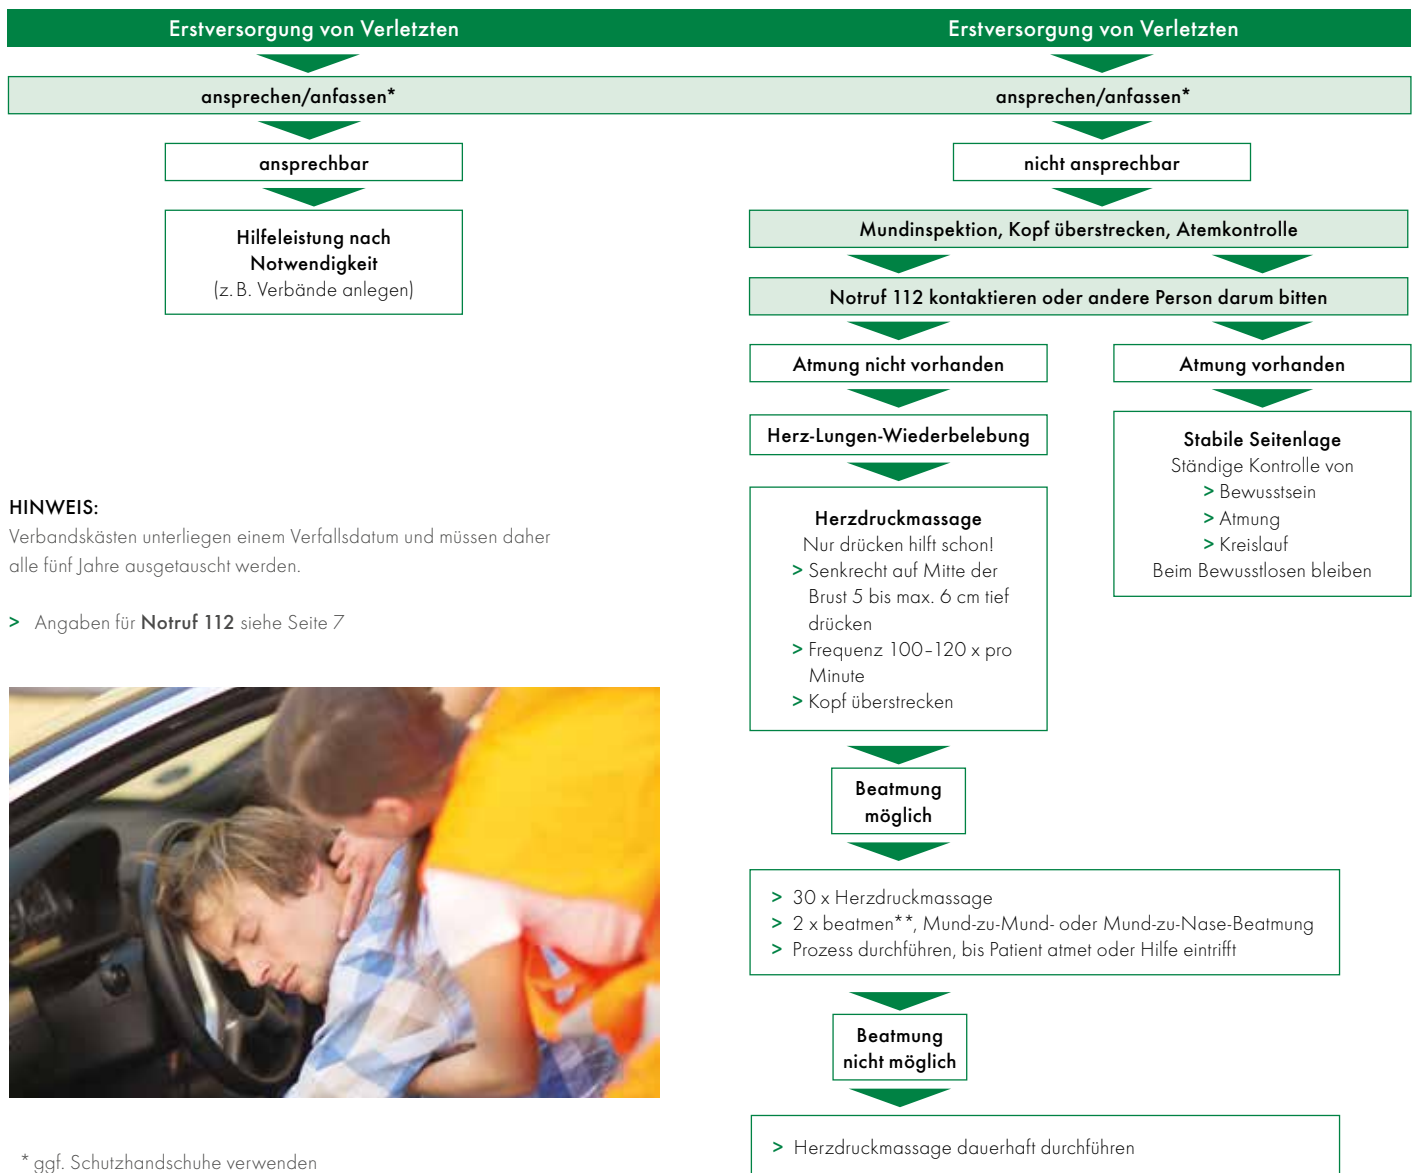 Erstversorgung von Verletzten
ansprechen/anfassen*
ansprechbar
Hilfeleistung nach
Notwendigkeit
(z. B. Verbände anlegen)
HINWEIS:
Verbandskästen unterliegen einem Verfallsdatum und müssen daher
alle fünf Jahre ausgetauscht werden.
> Angaben für Notruf 112 siehe Seite 7
* ggf. Schutzhandschuhe verwenden
Erstversorgung von Verletzten
ansprechen/anfassen*
nicht ansprechbar
Mundinspektion, Kopf überstrecken, Atemkontrolle
Notruf 112 kontaktieren oder andere Person darum bitten
Atmung nicht vorhanden
Herz-Lungen-Wiederbelebung
Herzdruckmassage
Nur drücken hilft schon!
> Senkrecht auf Mitte der
Brust 5 bis max. 6 cm tief
drücken
> Frequenz 100–120 x pro
Minute
> Kopf überstrecken
Atmung vorhanden
Stabile Seitenlage
Ständige Kontrolle von
> Bewusstsein
> Atmung
> Kreislauf
Beim Bewusstlosen bleiben
Beatmung
möglich
> 30 x Herzdruckmassage
> 2 x beatmen**, Mund-zu-Mund- oder Mund-zu-Nase-Beatmung
> Prozess durchführen, bis Patient atmet oder Hilfe eintrifft
Beatmung
nicht möglich
> Herzdruckmassage dauerhaft durchführen